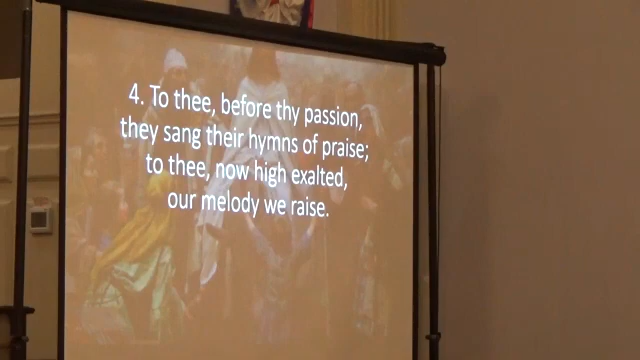 4. To thee, before thy passion,
they sang their hymns of praise;
to thee, now high exalted,
our melody we raise.